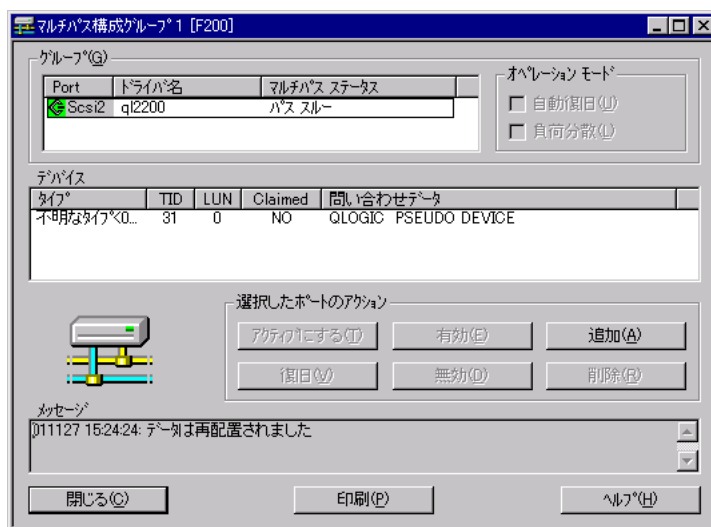 マルチパス構成グループ 1 [F200]
グループ(G)
Port ドライバ名 マルチパス ステータス
Scsi2 ql2200 パス スルー
オペレーション モード
自動復旧(U)
負荷分散(L)
デバイス
タイプ TID LUN Claimed 問い合わせデータ
不明なタイプ<0... 31 0 NO QLOGIC PSEUDO DEVICE
選択したポートのアクション
アクティブにする(T) 有効(E) 追加(A)
復旧(V) 無効(D) 削除(R)
メッセージ
011127 15:24:24: データは再配置されました
閉じる(C) 印刷(P) ヘルプ(H)